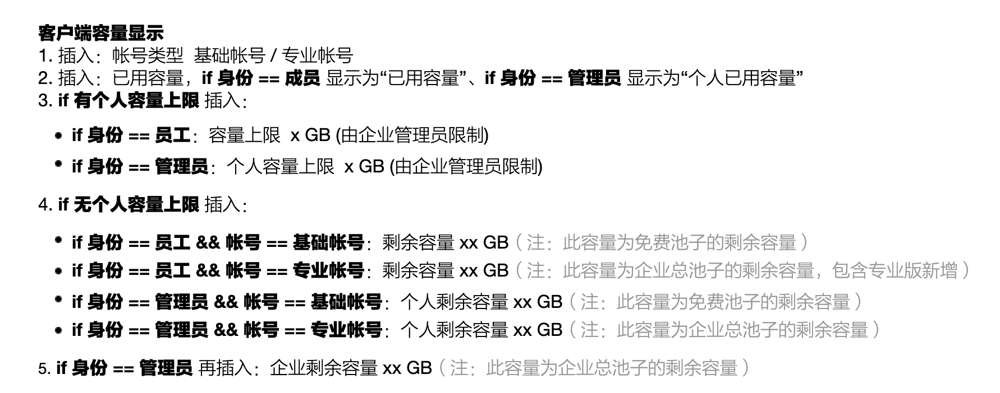 客户端容量显示
1. 插入：帐号类型  基础帐号 / 专业帐号
2. 插入：已用容量，if 身份 == 成员 显示为“已用容量”、if 身份 == 管理员 显示为“个人已用容量”
3. if 有个人容量上限 插入：
• if 身份 == 员工：容量上限  x GB (由企业管理员限制)
• if 身份 == 管理员：个人容量上限  x GB (由企业管理员限制)
4. if 无个人容量上限 插入：
• if 身份 == 员工 && 帐号 == 基础帐号：剩余容量 xx GB（注：此容量为免费池子的剩余容量）
• if 身份 == 员工 && 帐号 == 专业帐号：剩余容量 xx GB（注：此容量为企业总池子的剩余容量，包含专业版新增）
• if 身份 == 管理员 && 帐号 == 基础帐号：个人剩余容量 xx GB（注：此容量为免费池子的剩余容量）
• if 身份 == 管理员 && 帐号 == 专业帐号：个人剩余容量 xx GB（注：此容量为企业总池子的剩余容量）
5. if 身份 == 管理员 再插入：企业剩余容量 xx GB（注：此容量为企业总池子的剩余容量）